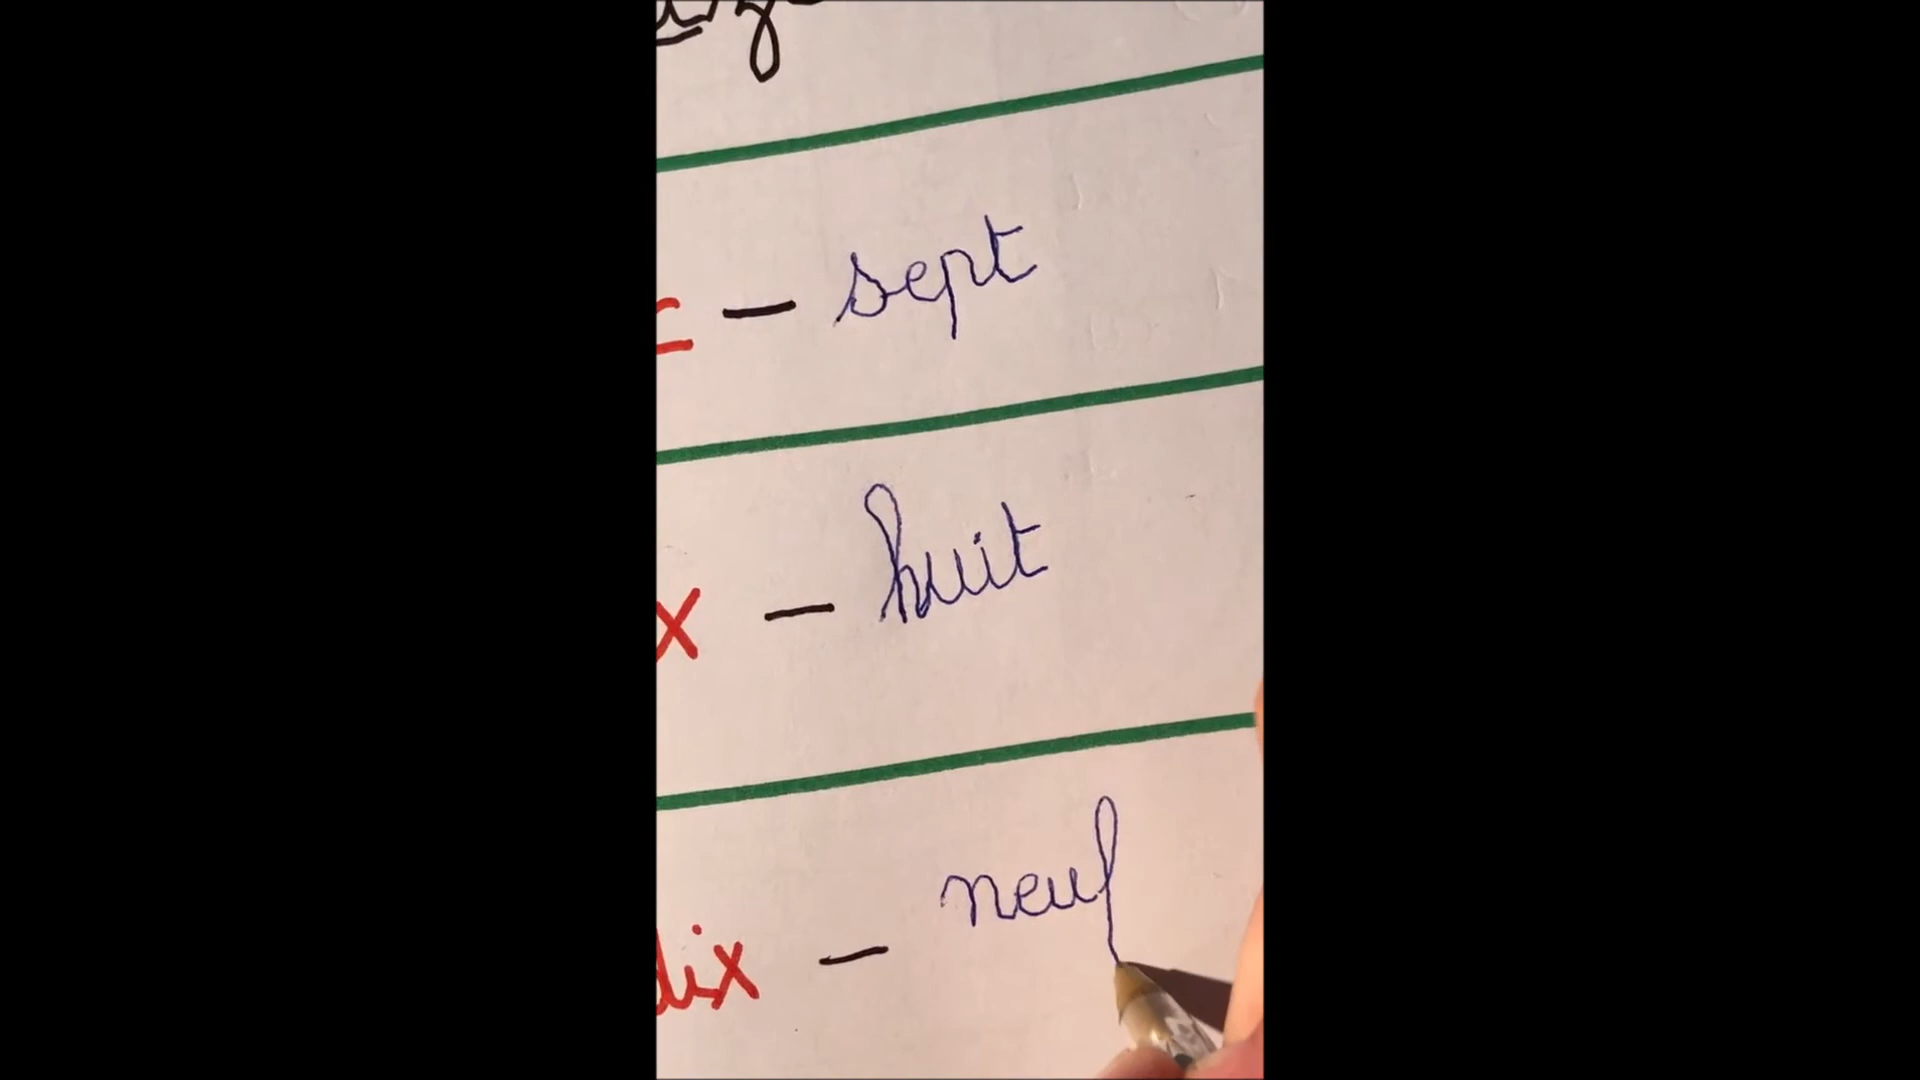 – sept
x – huit
dix – neuf